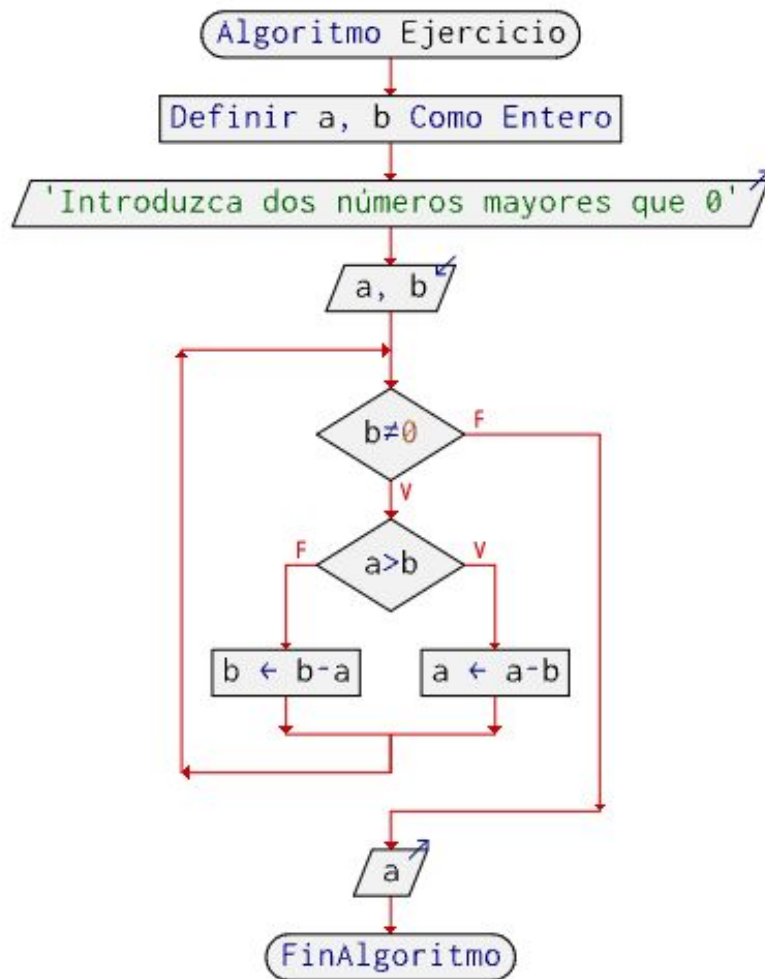 Algoritmo Ejercicio
Definir a, b Como Entero
'Introduzca dos números mayores que 0'
a, b
b≠0
F
V
a>b
F
V
b ← b-a
a ← a-b
a
FinAlgoritmo